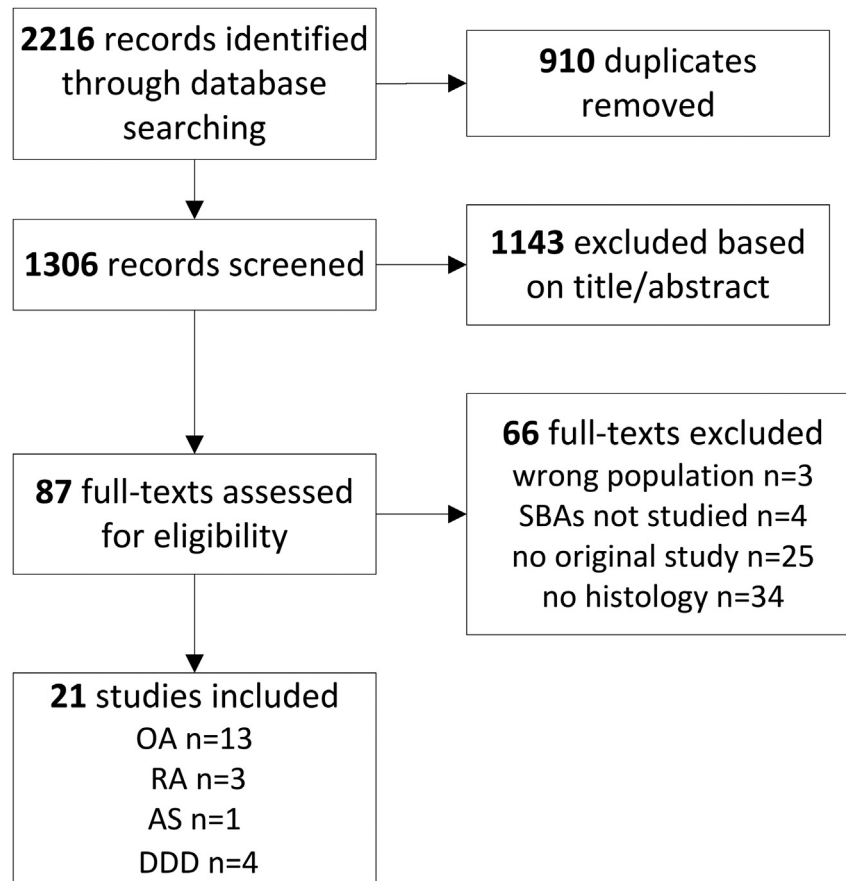 2216 records identified
through database
searching
910 duplicates
removed
1306 records screened
1143 excluded based
on title/abstract
87 full-texts assessed
for eligibility
66 full-texts excluded
wrong population n=3
SBAs not studied n=4
no original study n=25
no histology n=34
21 studies included
OA n=13
RA n=3
AS n=1
DDD n=4